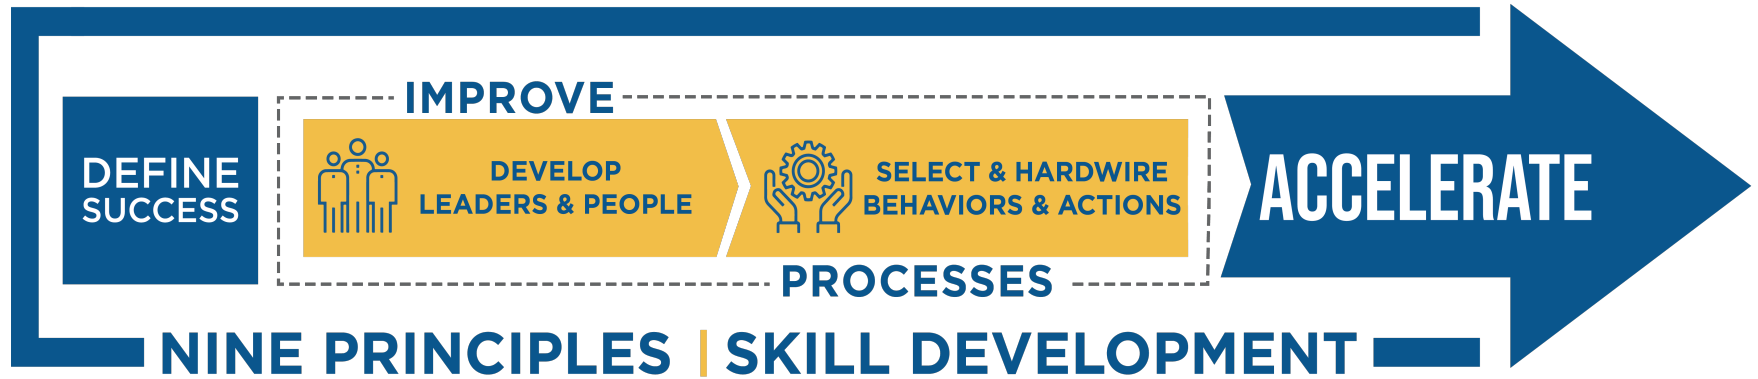 DEFINE
SUCCESS
IMPROVE
DEVELOP
LEADERS & PEOPLE
SELECT & HARDWIRE
BEHAVIORS & ACTIONS
PROCESSES
ACCELERATE
NINE PRINCIPLES | SKILL DEVELOPMENT